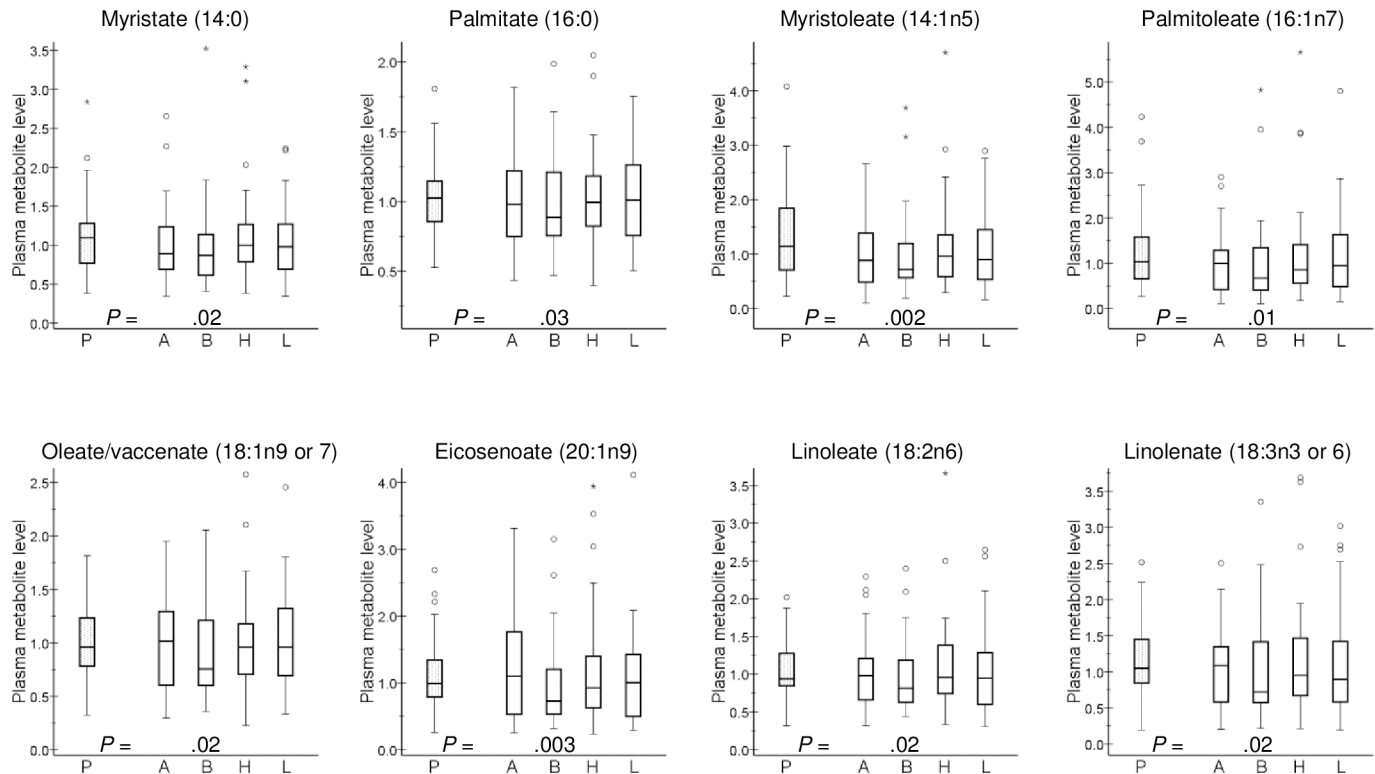 Myristate (14:0)
Palmitate (16:0)
Myristoleate (14:1n5)
Palmitoleate (16:1n7)
Plasma metabolite level
3.5
3.0
2.5
2.0
1.5
1.0
0.5
0.0
P = .02
P A B H L
Plasma metabolite level
2.0
1.5
1.0
0.5
P = .03
P A B H L
Plasma metabolite level
4.0
3.0
2.0
1.0
0.0
P = .002
P A B H L
Plasma metabolite level
5.0
4.0
3.0
2.0
1.0
0.0
P = .01
P A B H L
Oleate/vaccenate (18:1n9 or 7)
Eicosenoate (20:1n9)
Linoleate (18:2n6)
Linolenate (18:3n3 or 6)
Plasma metabolite level
2.5
2.0
1.5
1.0
0.5
0.0
P = .02
P A B H L
Plasma metabolite level
4.0
3.0
2.0
1.0
0.0
P = .003
P A B H L
Plasma metabolite level
3.5
3.0
2.5
2.0
1.5
1.0
0.5
0.0
P = .02
P A B H L
Plasma metabolite level
3.5
3.0
2.5
2.0
1.5
1.0
0.5
0.0
P = .02
P A B H L